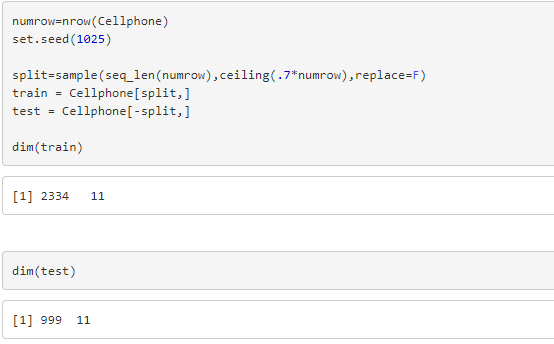 numrow=nrow(Cellphone)
set.seed(1025)
split=sample(seq_len(numrow),ceiling(.7*numrow),replace=F)
train = Cellphone[split,]
test = Cellphone[-split,]
dim(train)
[1] 2334   11
dim(test)
[1] 999  11